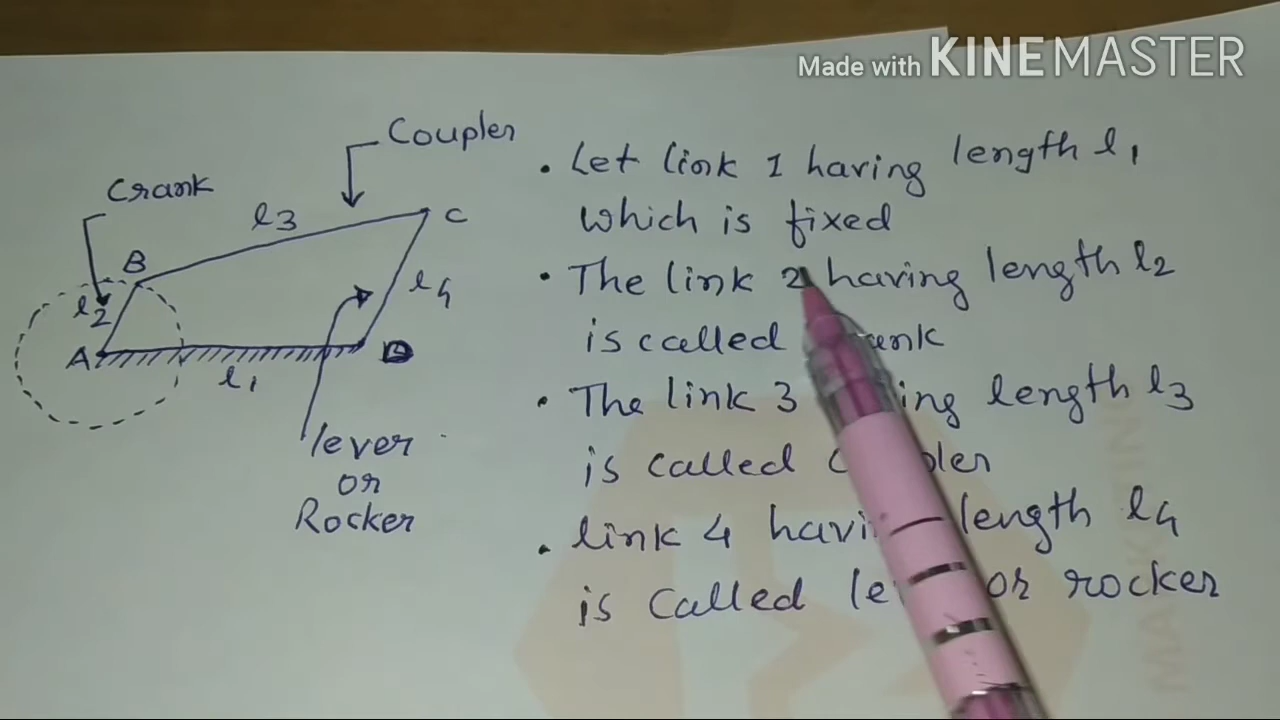 Made with KINEMASTER
Coupler
Crank
l3
C
B
l2
l4
A
D
l1
lever
or
Rocker
• Let link 1 having length l1
which is fixed
• The link 2 having length l2
is called
• The link 3 length l3
is called
• link 4 length l4
is called or rocker